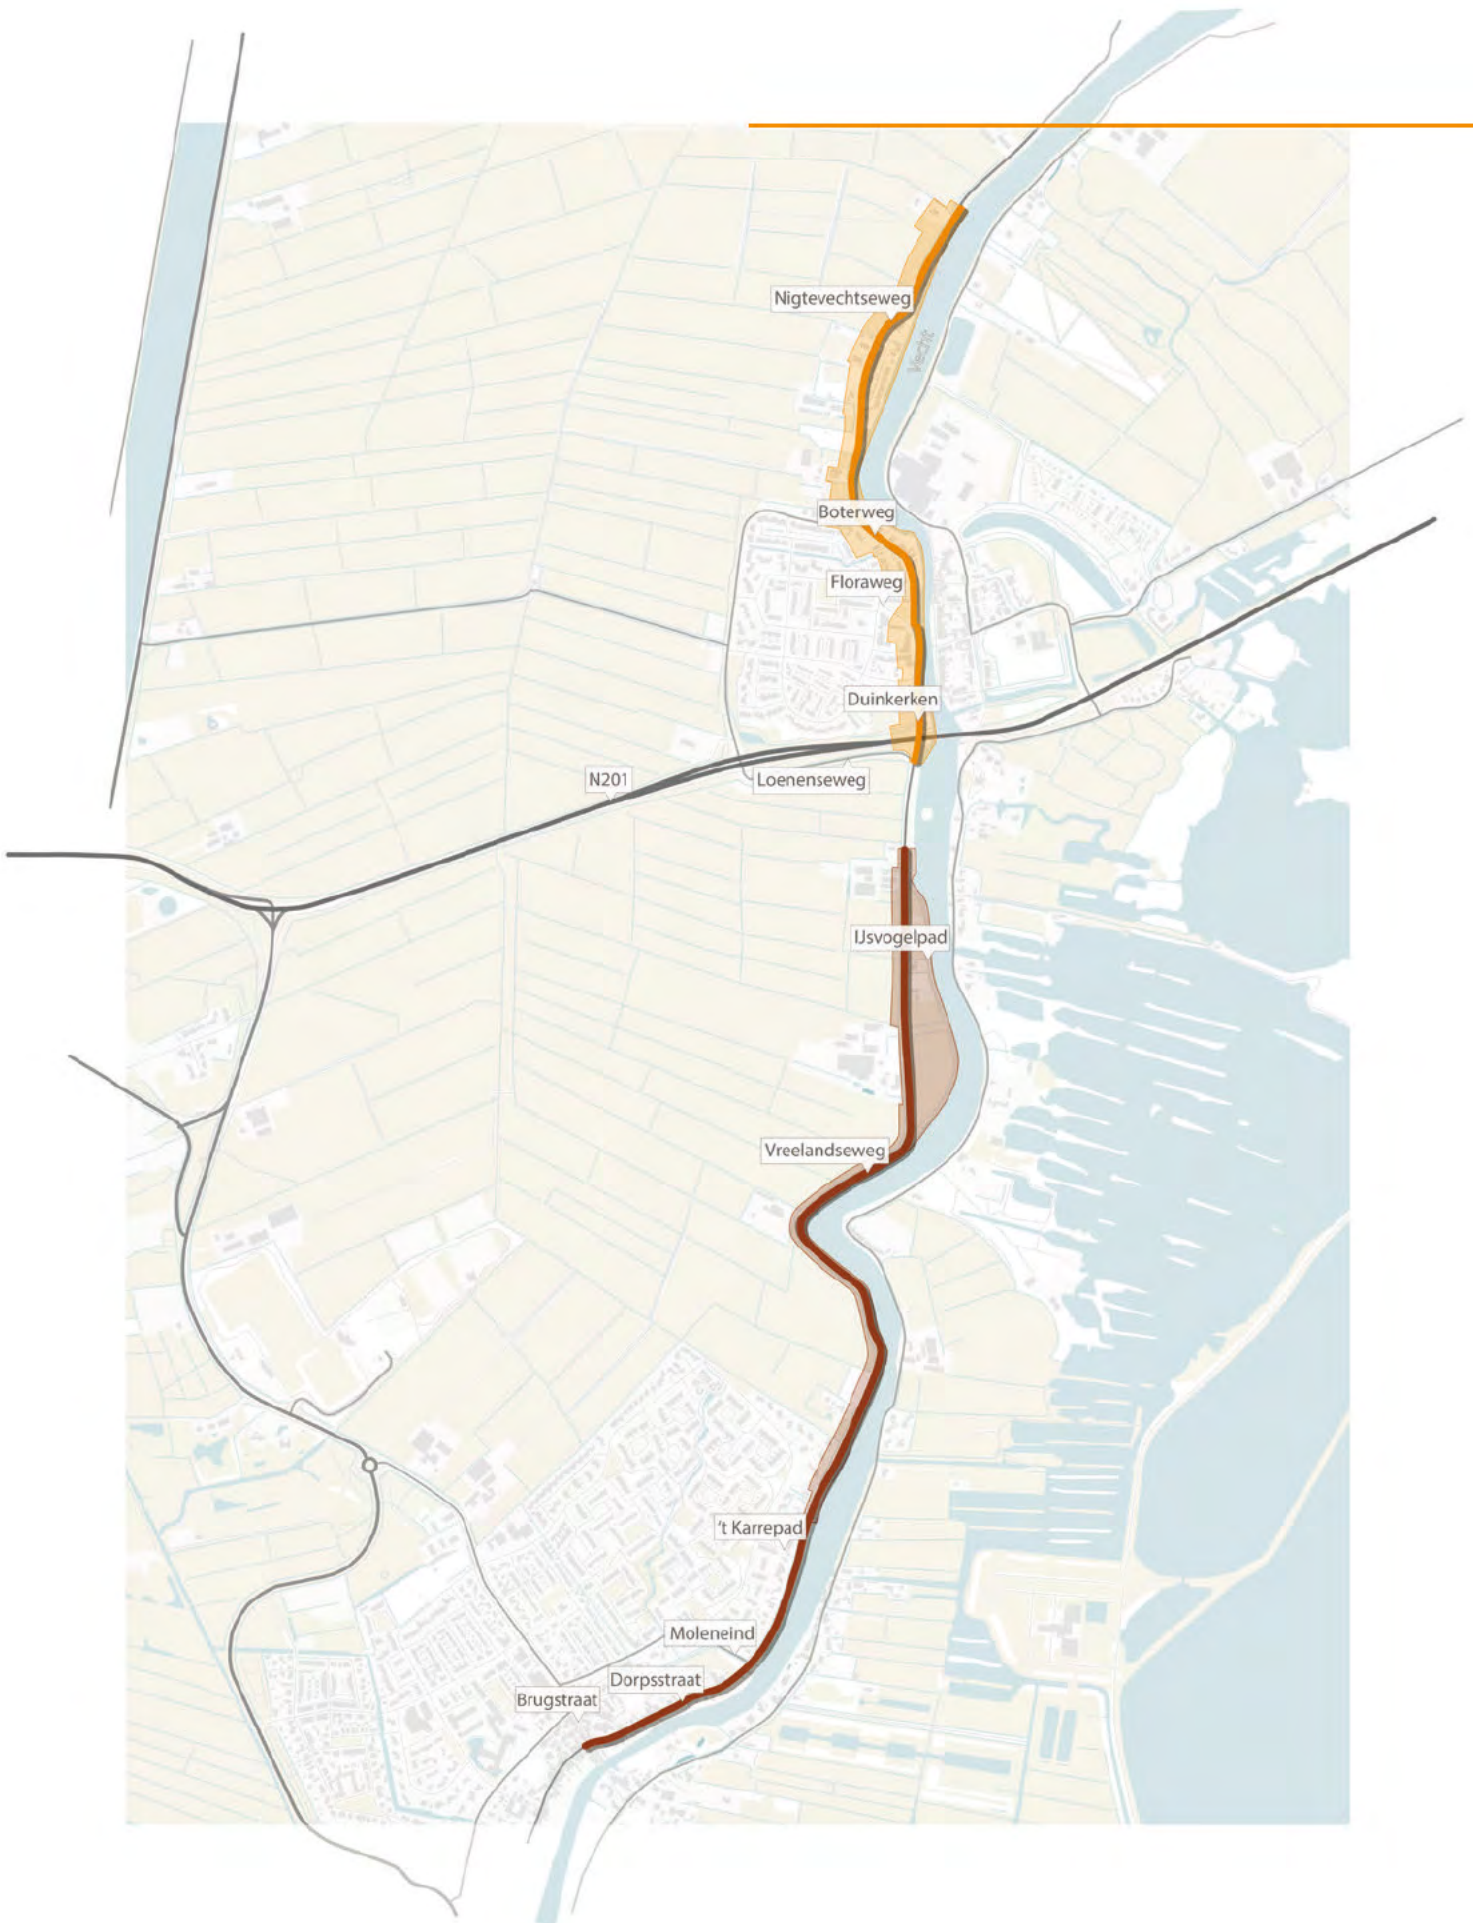 Nigtevechtseweg
Vecht
Boterweg
Floraweg
Duinkerken
N201
Loenenseweg
IJsvogelpad
Vreelandseweg
't Karrepad
Moleneind
Dorpsstraat
Brugstraat